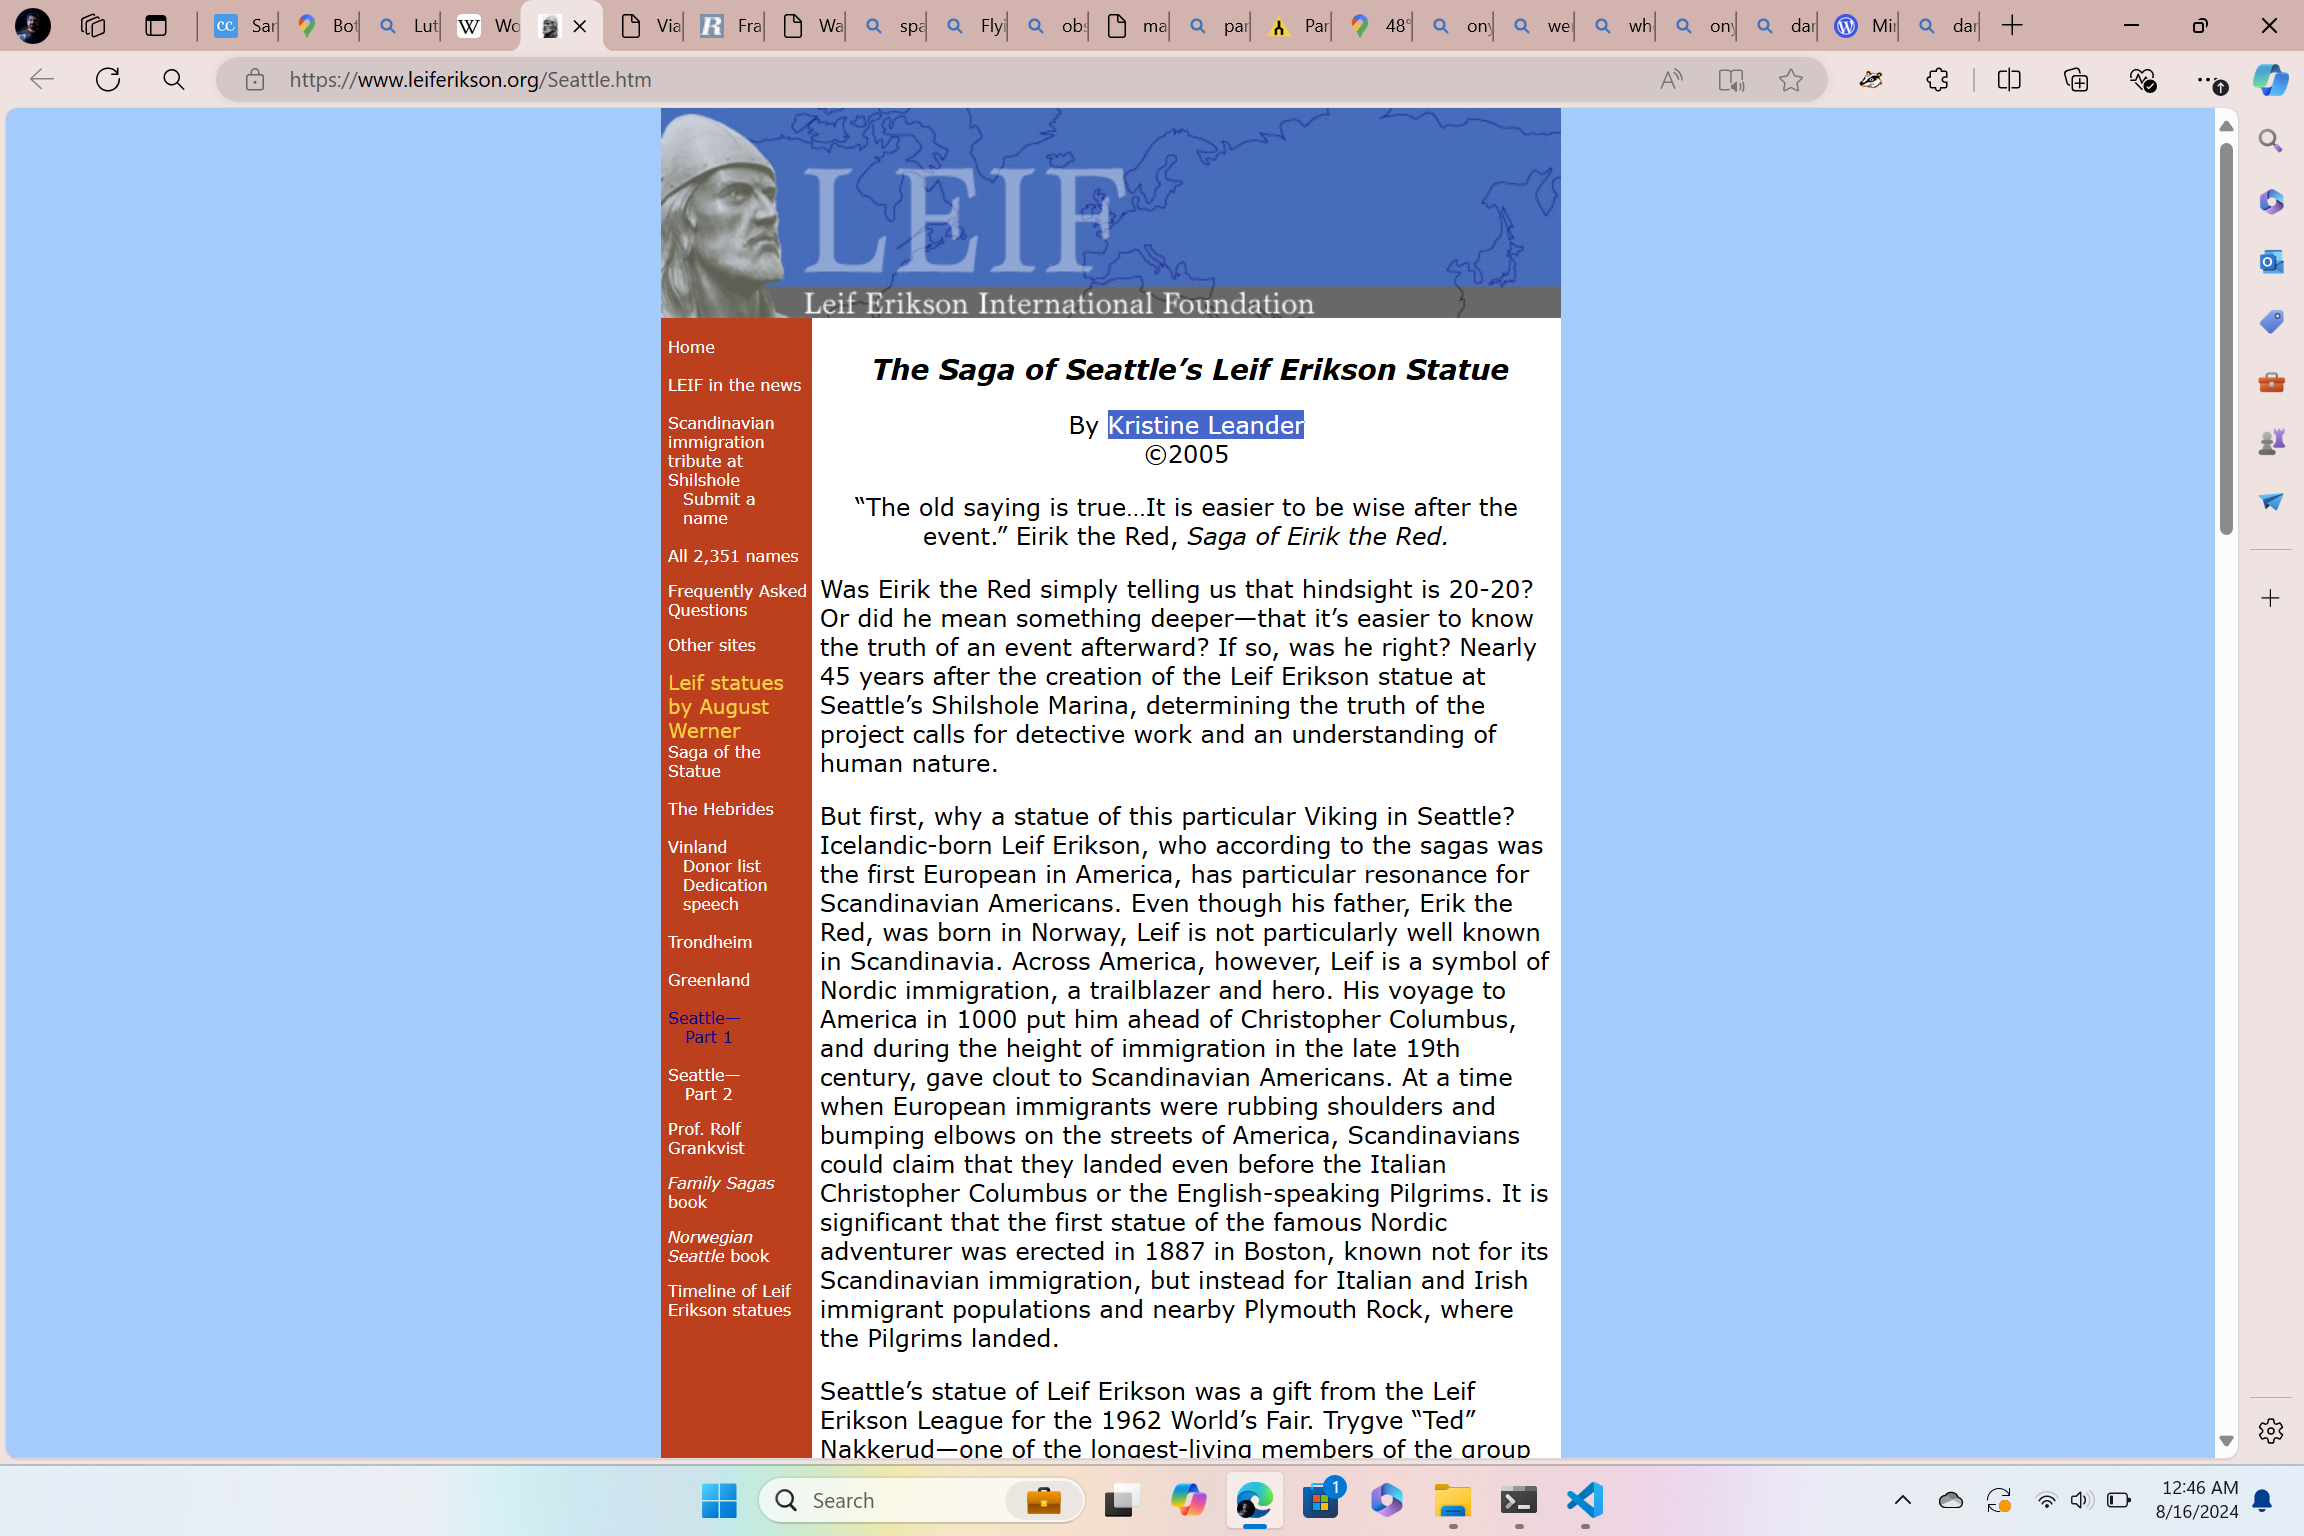 Sar
Bot
Lut
Wo
Via
Fra
Wa
spa
Flyi
obs
ma
par
Par
48°
ony
we
wh
ony
dar
Mir
dar
https://www.leiferikson.org/Seattle.htm
LEIF
Leif Erikson International Foundation
Home
LEIF in the news
Scandinavian
immigration
tribute at
Shilshole
Submit a
name
All 2,351 names
Frequently Asked
Questions
Other sites
Leif statues
by August
Werner
Saga of the
Statue
The Hebrides
Vinland
Donor list
Dedication
speech
Trondheim
Greenland
Seattle—
Part 1
Seattle—
Part 2
Prof. Rolf
Grankvist
Family Sagas
book
Norwegian
Seattle book
Timeline of Leif
Erikson statues
The Saga of Seattle’s Leif Erikson Statue
By Kristine Leander
©2005
“The old saying is true…It is easier to be wise after the
event.” Eirik the Red, Saga of Eirik the Red.
Was Eirik the Red simply telling us that hindsight is 20-20?
Or did he mean something deeper—that it’s easier to know
the truth of an event afterward? If so, was he right? Nearly
45 years after the creation of the Leif Erikson statue at
Seattle’s Shilshole Marina, determining the truth of the
project calls for detective work and an understanding of
human nature.
But first, why a statue of this particular Viking in Seattle?
Icelandic-born Leif Erikson, who according to the sagas was
the first European in America, has particular resonance for
Scandinavian Americans. Even though his father, Erik the
Red, was born in Norway, Leif is not particularly well known
in Scandinavia. Across America, however, Leif is a symbol of
Nordic immigration, a trailblazer and hero. His voyage to
America in 1000 put him ahead of Christopher Columbus,
and during the height of immigration in the late 19th
century, gave clout to Scandinavian Americans. At a time
when European immigrants were rubbing shoulders and
bumping elbows on the streets of America, Scandinavians
could claim that they landed even before the Italian
Christopher Columbus or the English-speaking Pilgrims. It is
significant that the first statue of the famous Nordic
adventurer was erected in 1887 in Boston, known not for its
Scandinavian immigration, but instead for Italian and Irish
immigrant populations and nearby Plymouth Rock, where
the Pilgrims landed.
Seattle’s statue of Leif Erikson was a gift from the Leif
Erikson League for the 1962 World’s Fair. Trygve “Ted”
Nakkerud—one of the longest-living members of the group
Search
1
12:46 AM
8/16/2024